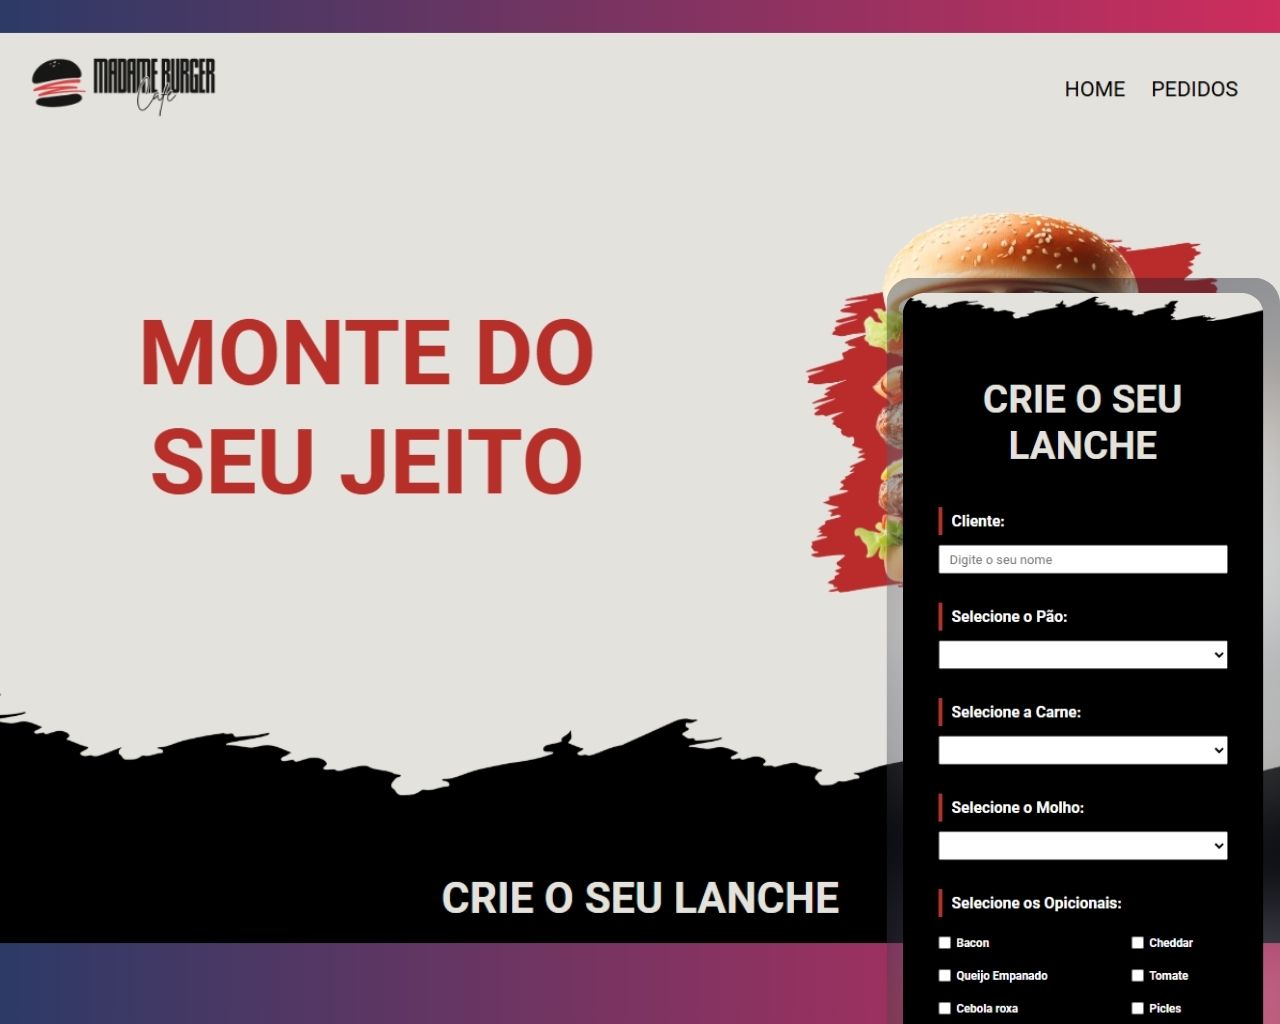 MADAME BURGER
Cafe
HOME PEDIDOS
MONTE DO
SEU JEITO
CRIE O SEU LANCHE
CRIE O SEU
LANCHE
Cliente:
Digite o seu nome
Selecione o Pão:
Selecione a Carne:
Selecione o Molho:
Selecione os Opicionais:
Bacon Cheddar
Queijo Empanado Tomate
Cebola roxa Picles